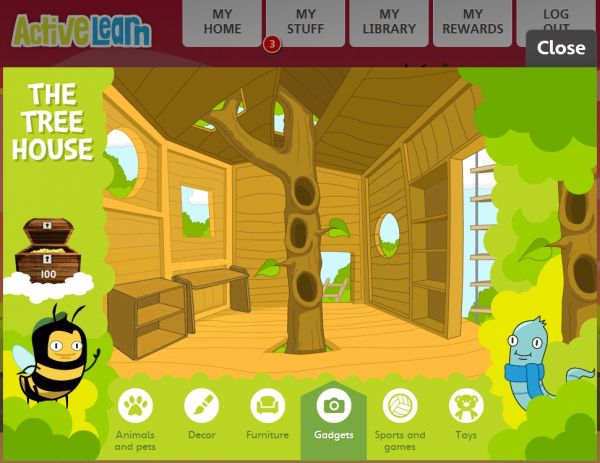 ActiveLearn
MY
HOME
MY
STUFF
3
MY
LIBRARY
MY
REWARDS
LOG
OUT
Close
THE
TREE
HOUSE
100
Animals
and pets
Decor
Furniture
Gadgets
Sports and
games
Toys